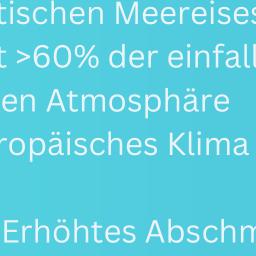 tischen Meereises
t >60% der einfall
en Atmosphäre
ropäisches Klima
Erhöhtes Abschm